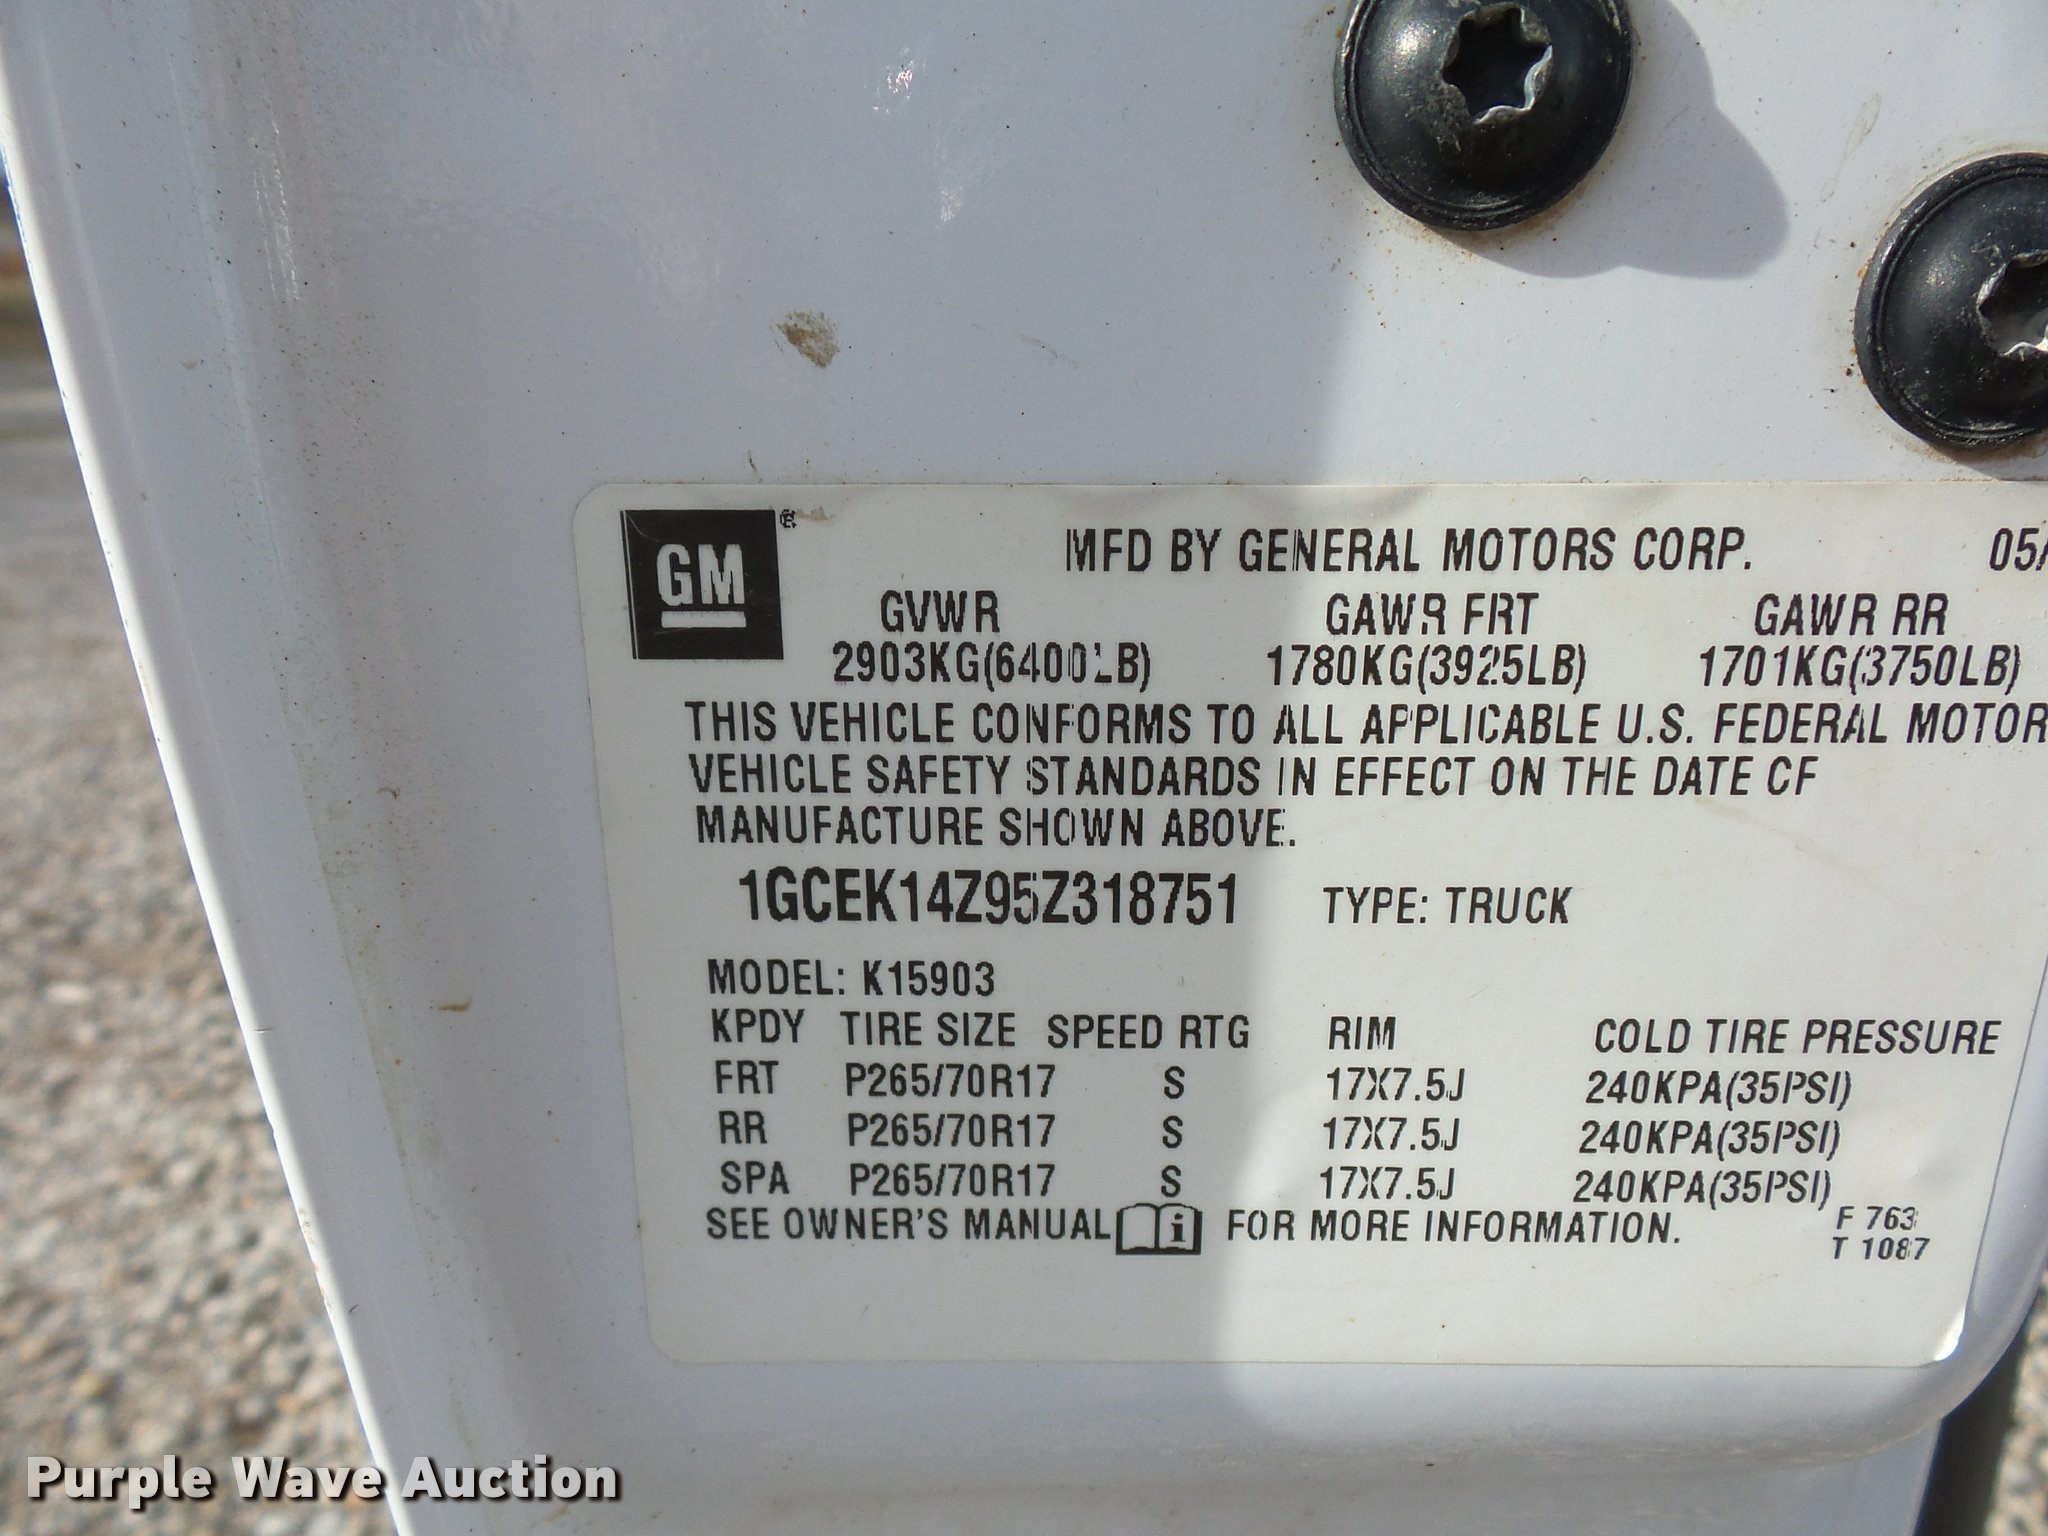 GM
MFD BY GENERAL MOTORS CORP. 05/
GVWR GAWR FRT GAWR RR
2903KG(6400LB) 1780KG(3925LB) 1701KG(3750LB)
THIS VEHICLE CONFORMS TO ALL APPLICABLE U.S. FEDERAL MOTOR
VEHICLE SAFETY STANDARDS IN EFFECT ON THE DATE OF
MANUFACTURE SHOWN ABOVE.
1GCEK14Z95Z318751 TYPE: TRUCK
MODEL: K15903
KPDY TIRE SIZE SPEED RTG RIM COLD TIRE PRESSURE
FRT P265/70R17 S 17X7.5J 240KPA(35PSI)
RR P265/70R17 S 17X7.5J 240KPA(35PSI)
SPA P265/70R17 S 17X7.5J 240KPA(35PSI)
SEE OWNER'S MANUAL i FOR MORE INFORMATION.
F 763
T 1087
Purple Wave Auction